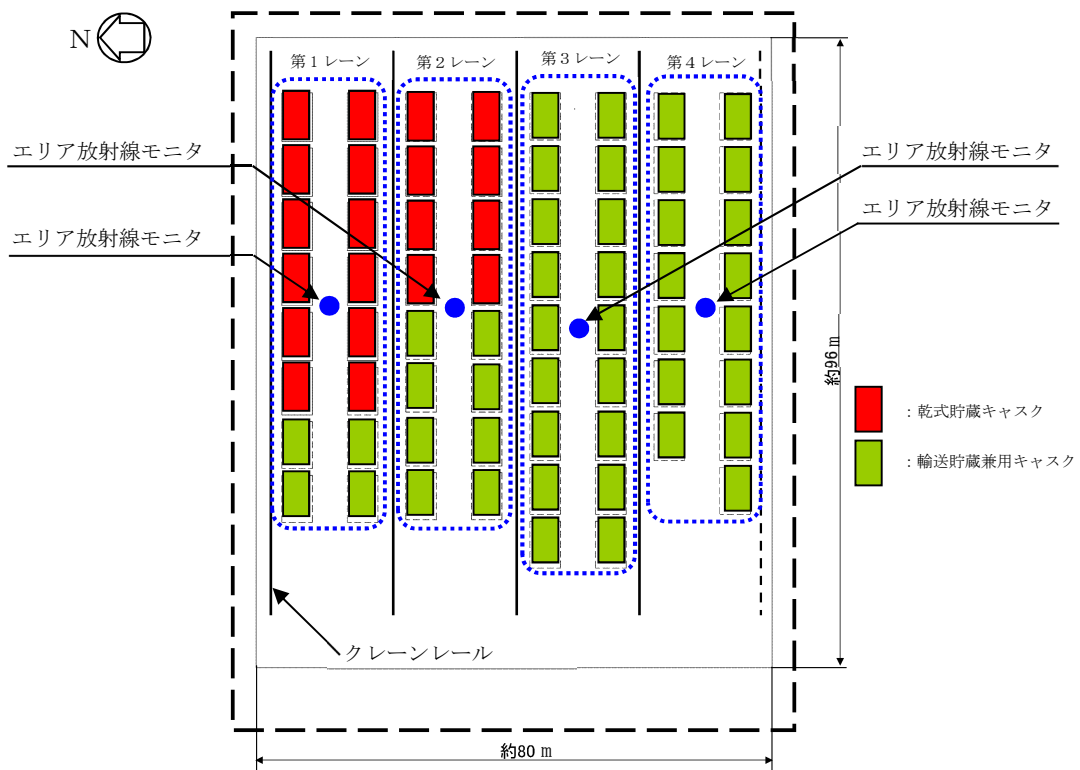 N
第1レーン
第2レーン
第3レーン
第4レーン
エリア放射線モニタ
エリア放射線モニタ
エリア放射線モニタ
エリア放射線モニタ
約96 m
：乾式貯蔵キャスク
：輸送貯蔵兼用キャスク
クレーンレール
約80 m